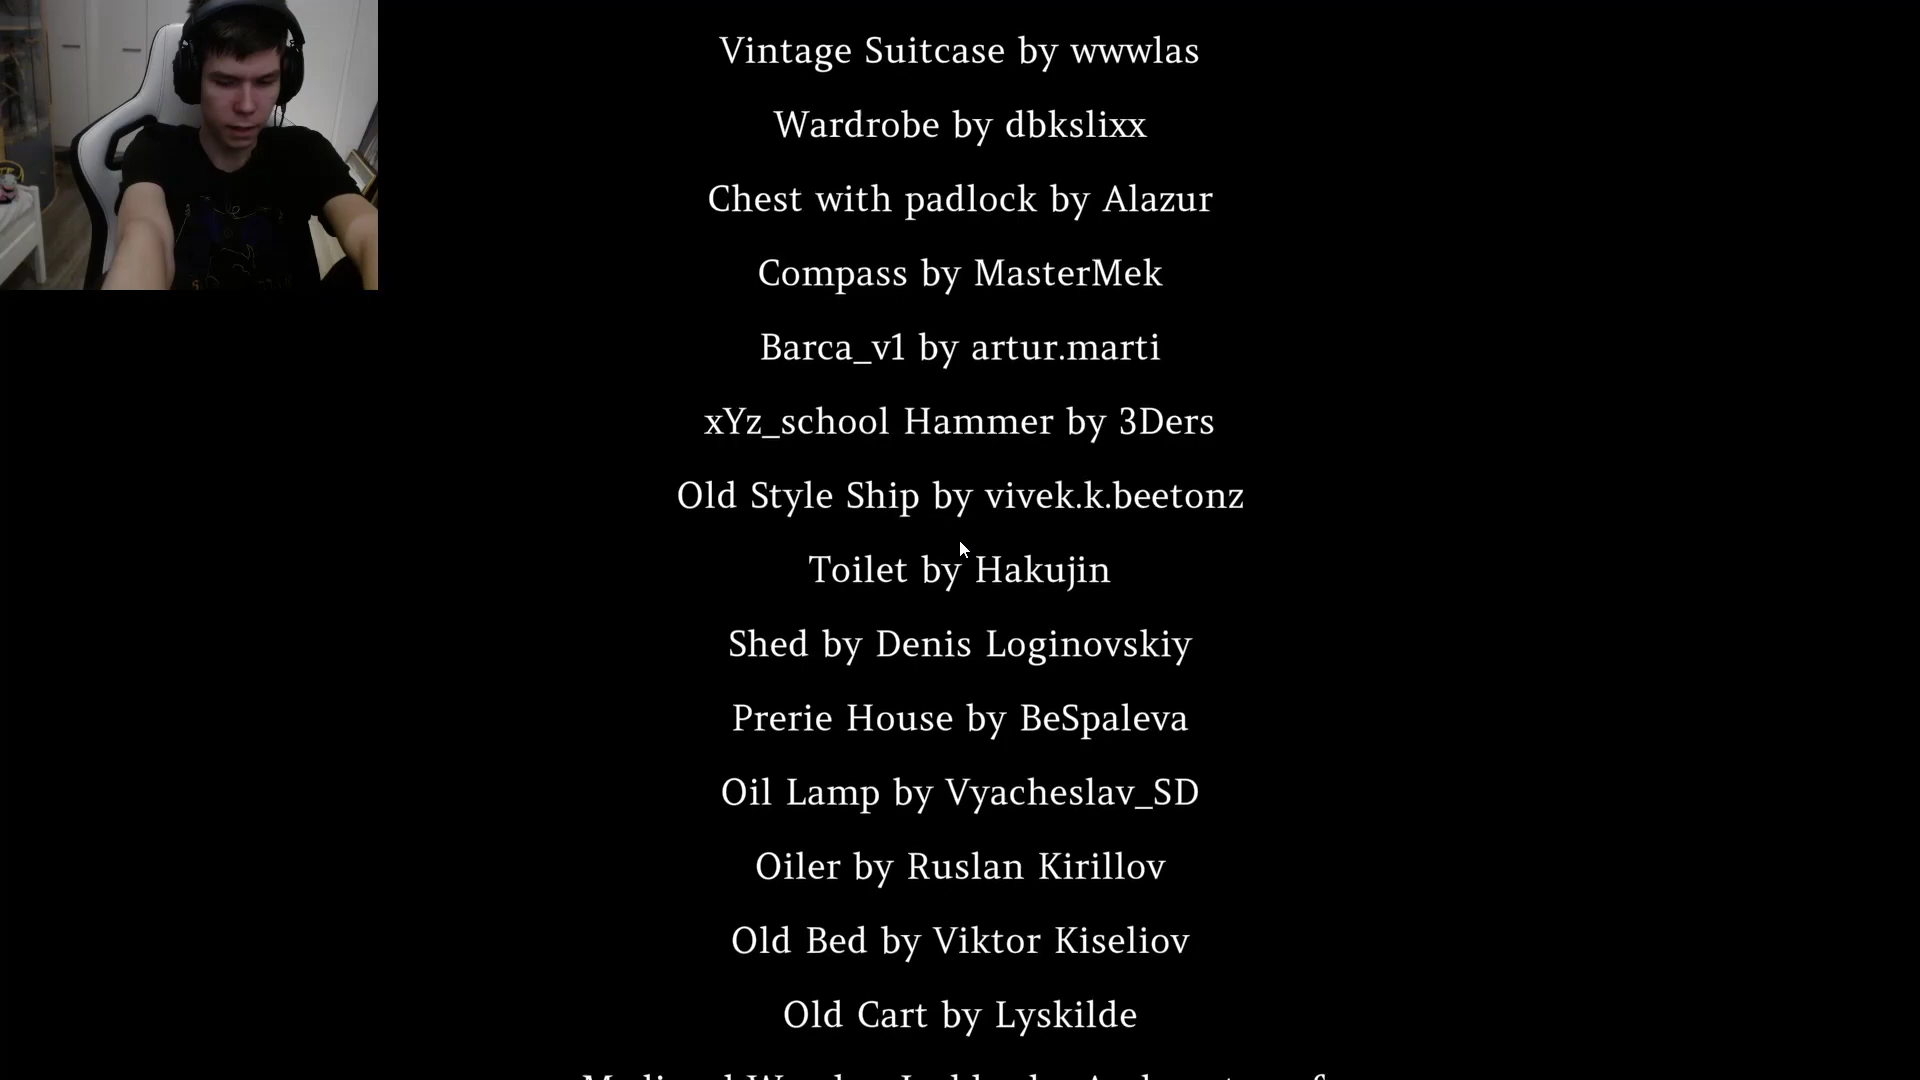 Vintage Suitcase by wwwlas
Wardrobe by dbkslixx
Chest with padlock by Alazur
Compass by MasterMek
Barca_v1 by artur.marti
xYz_school Hammer by 3Ders
Old Style Ship by vivek.k.beetonz
Toilet by Hakujin
Shed by Denis Loginovskiy
Prerie House by BeSpaleva
Oil Lamp by Vyacheslav_SD
Oiler by Ruslan Kirillov
Old Bed by Viktor Kiseliov
Old Cart by Lyskilde